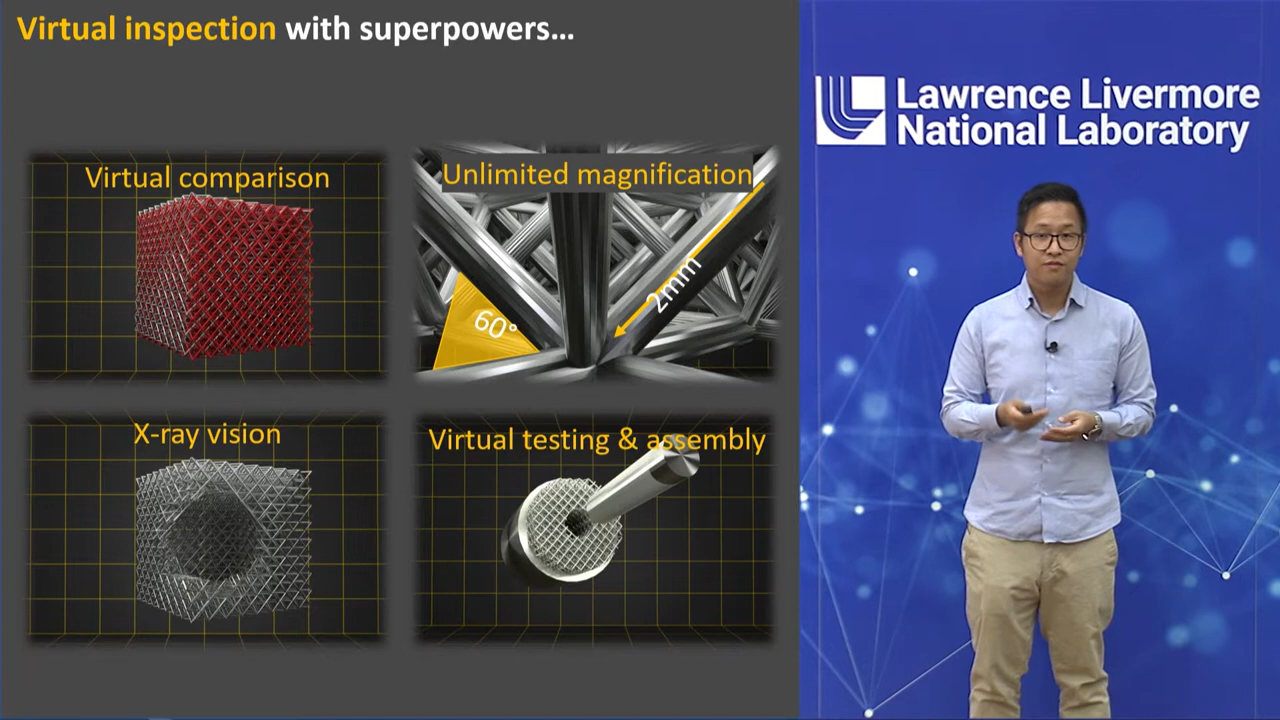 Virtual inspection with superpowers...
Virtual comparison
Unlimited magnification
60°
2mm
X-ray vision
Virtual testing & assembly
Lawrence Livermore
National Laboratory